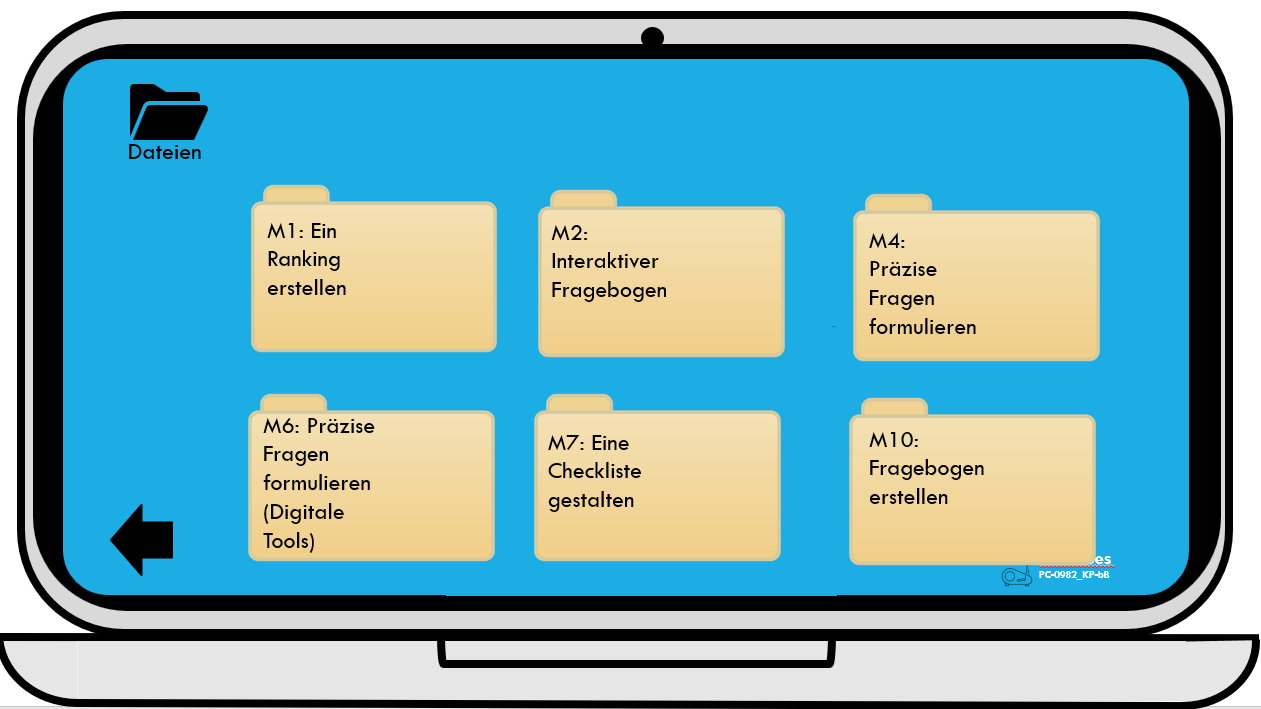 Dateien
M1: Ein
Ranking
erstellen
M2:
Interaktiver
Fragebogen
M4:
Präzise
Fragen
formulieren
M6: Präzise
Fragen
formulieren
(Digitale
Tools)
M7: Eine
Checkliste
gestalten
M10:
Fragebogen
erstellen
PC-0982_KP-bB